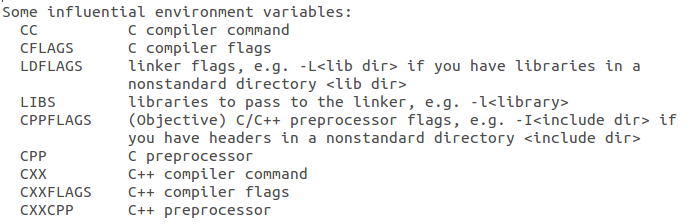 Some influential environment variables:
  CC          C compiler command
  CFLAGS      C compiler flags
  LDFLAGS     linker flags, e.g. -L<lib dir> if you have libraries in a
              nonstandard directory <lib dir>
  LIBS        libraries to pass to the linker, e.g. -l<library>
  CPPFLAGS    (Objective) C/C++ preprocessor flags, e.g. -I<include dir> if
              you have headers in a nonstandard directory <include dir>
  CPP         C preprocessor
  CXX         C++ compiler command
  CXXFLAGS    C++ compiler flags
  CXXCPP      C++ preprocessor